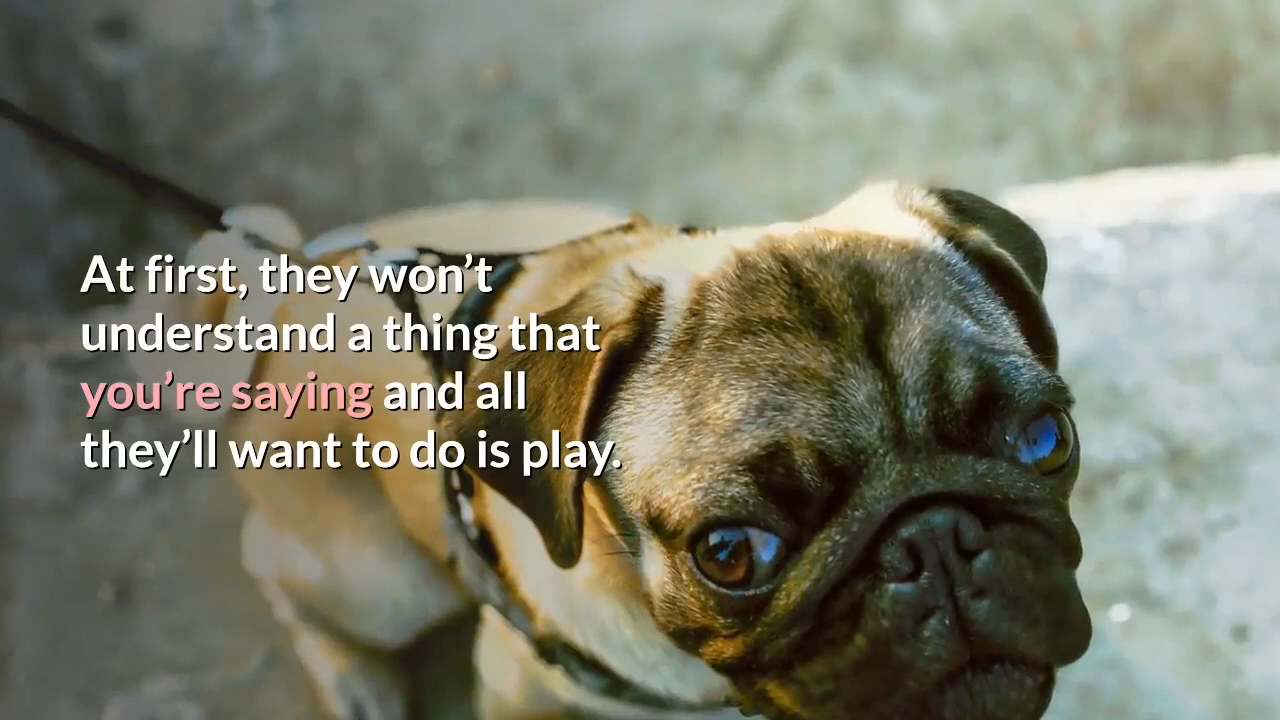 At first, they won’t
understand a thing that
you’re saying and all
they’ll want to do is play.